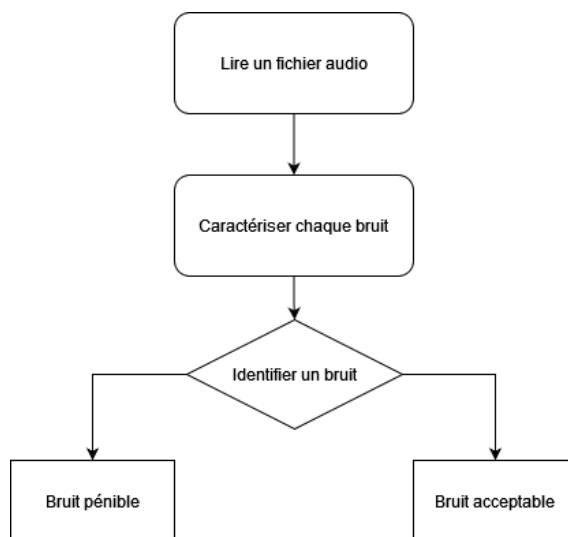 Lire un fichier audio
Caractériser chaque bruit
Identifier un bruit
Bruit pénible
Bruit acceptable